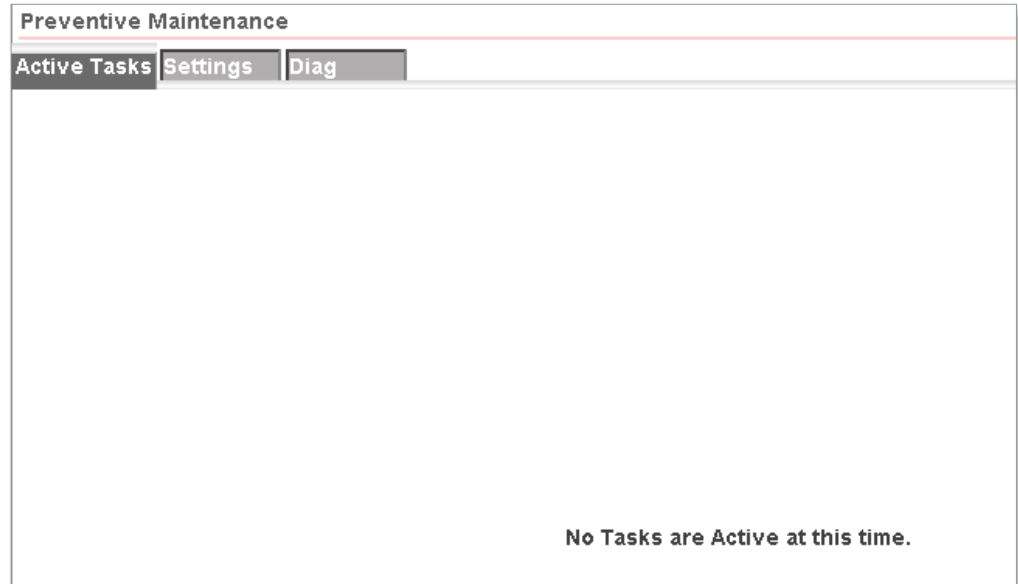 Preventive Maintenance
Active Tasks Settings Diag
No Tasks are Active at this time.